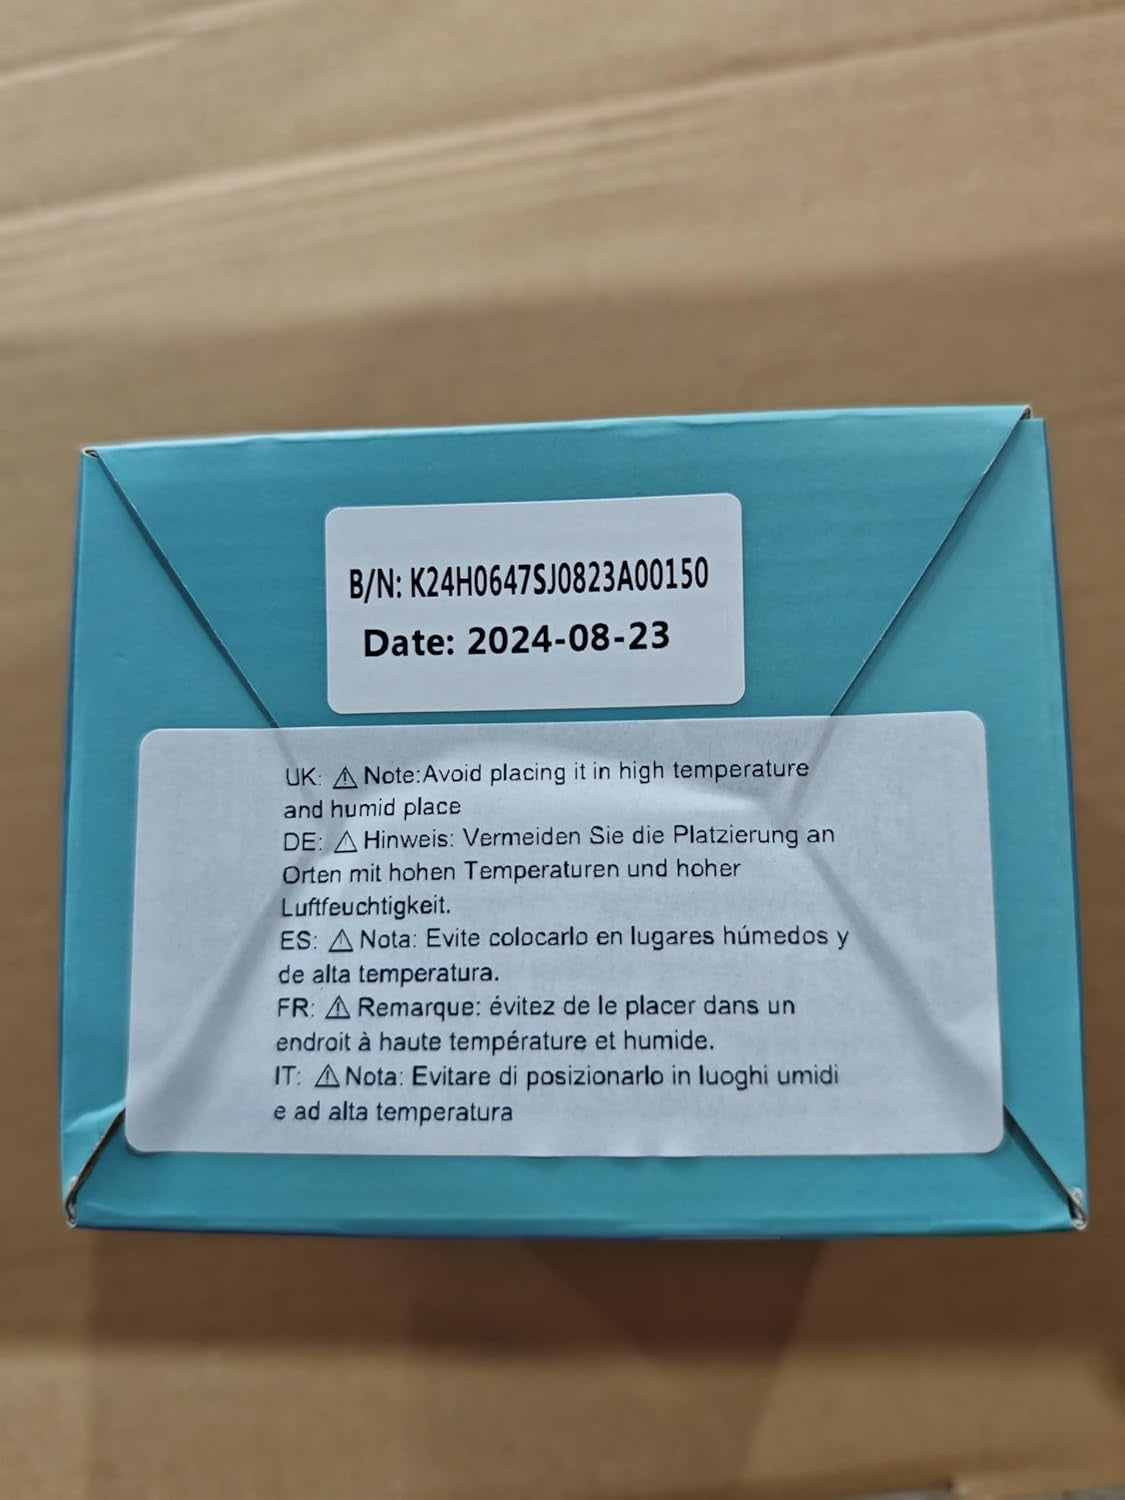 B/N: K24H0647SJ0823A00150
Date: 2024-08-23
UK: ⚠ Note:Avoid placing it in high temperature
and humid place
DE: ⚠ Hinweis: Vermeiden Sie die Platzierung an
Orten mit hohen Temperaturen und hoher
Luftfeuchtigkeit.
ES: ⚠ Nota: Evite colocarlo en lugares húmedos y
de alta temperatura.
FR: ⚠ Remarque: évitez de le placer dans un
endroit à haute température et humide.
IT: ⚠ Nota: Evitare di posizionarlo in luoghi umidi
e ad alta temperatura